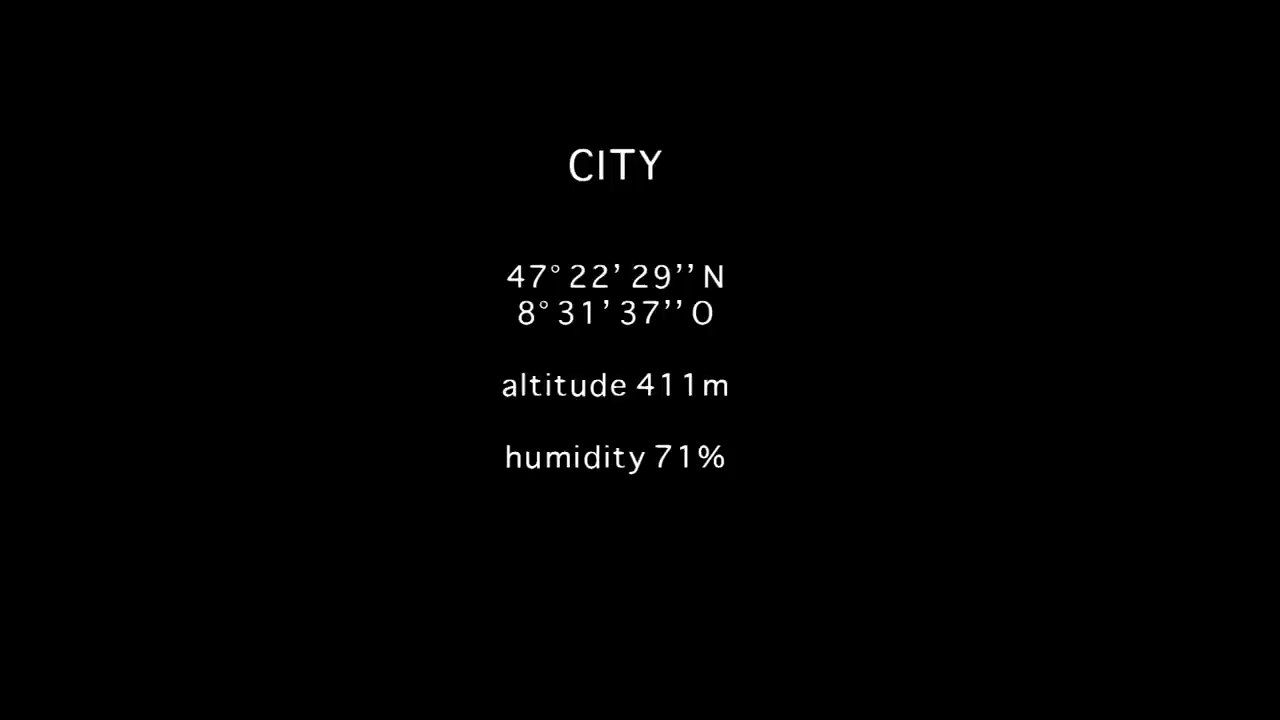 CITY
47° 22’ 29’’ N
8° 31’ 37’’ O
altitude 411m
humidity 71%